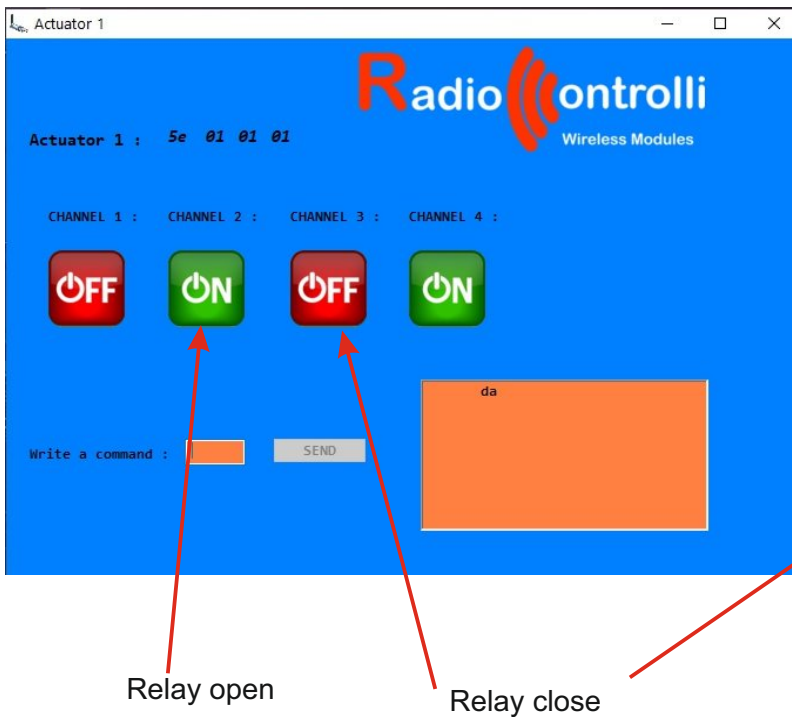 Actuator 1
Radio Controlli
Wireless Modules
Actuator 1 : 5e 01 01 01
CHANNEL 1 : CHANNEL 2 : CHANNEL 3 : CHANNEL 4 :
OFF ON OFF ON
da
Write a command : SEND
Relay open
Relay close